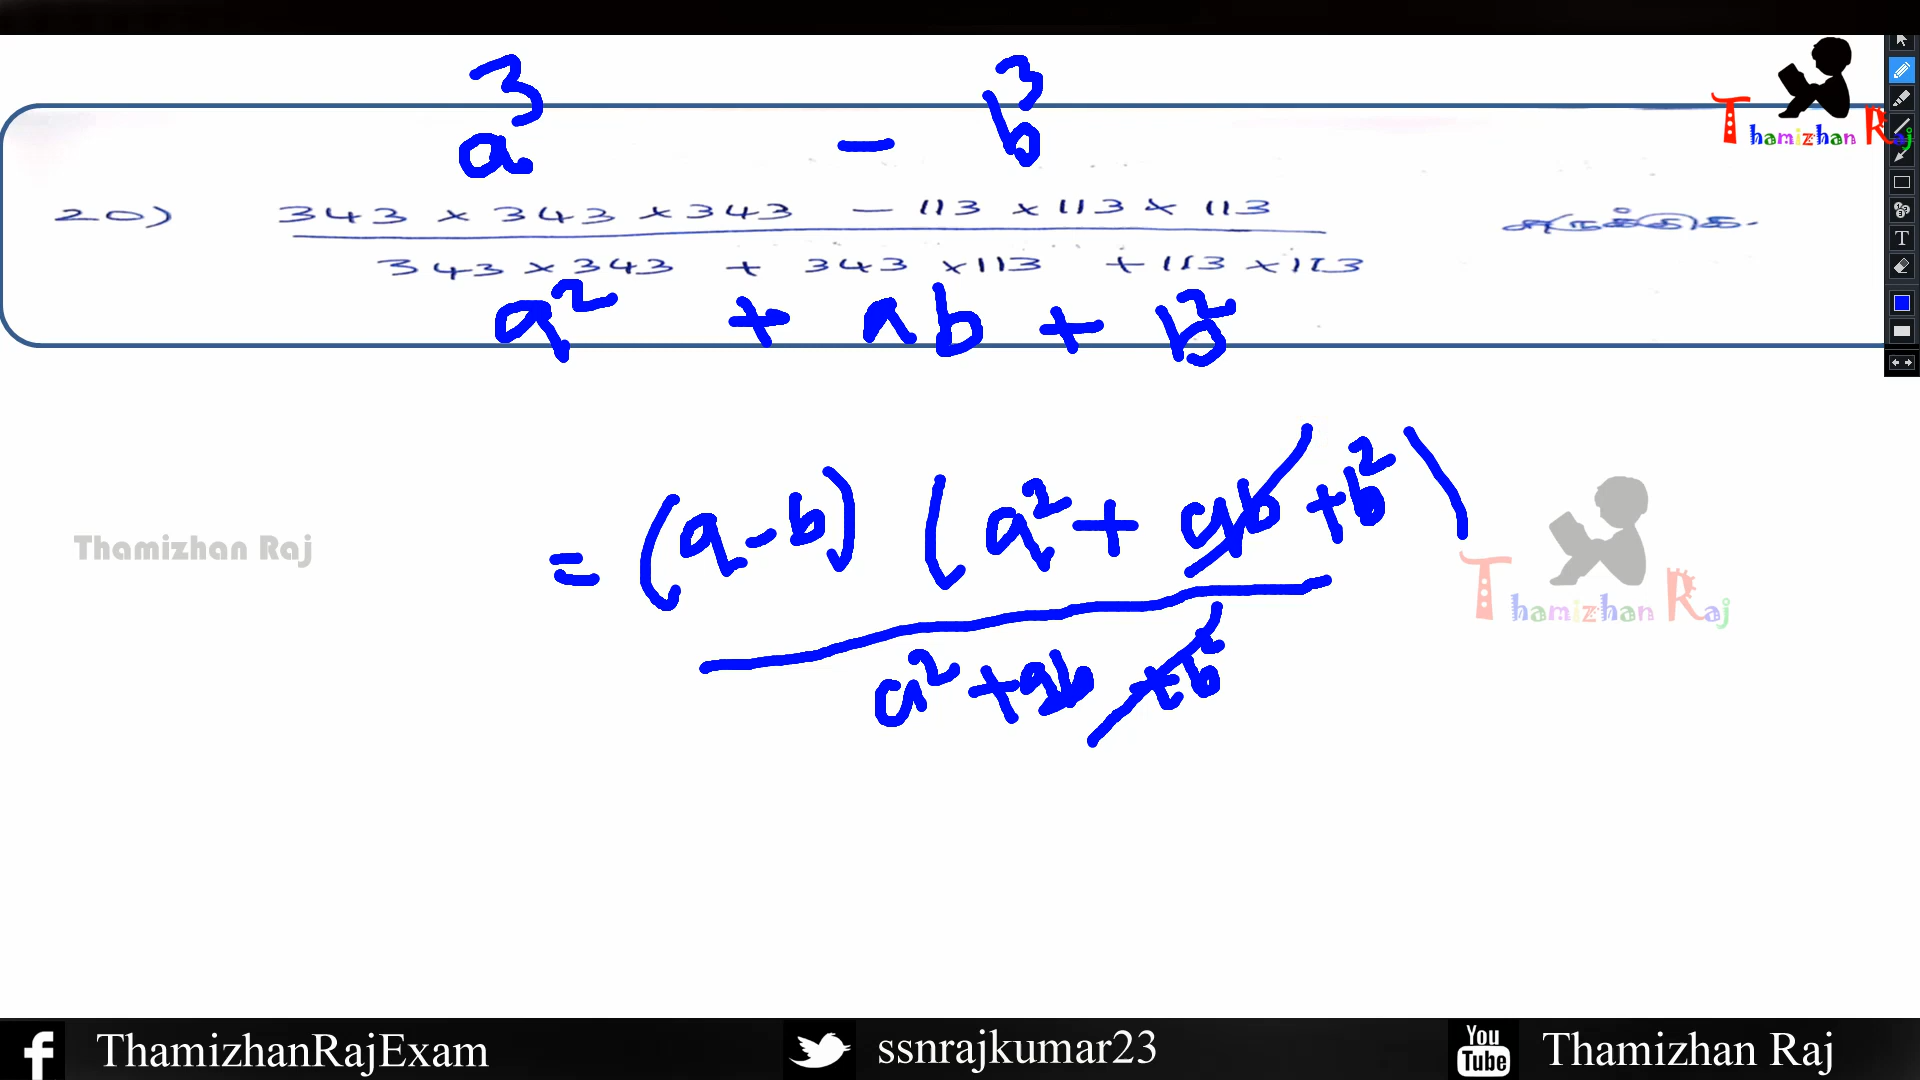 a³ - b³
Thamizhan Raj
20) 343 × 343 × 343 - 113 × 113 × 113
343 × 343 + 343 × 113 + 113 × 113
a² + ab + b²
= (a-b) (a² + ab + b²)
Thamizhan Raj
Thamizhan Raj
a² + ab + b²
f ThamizhanRajExam ssnrajkumar23 You Tube Thamizhan Raj